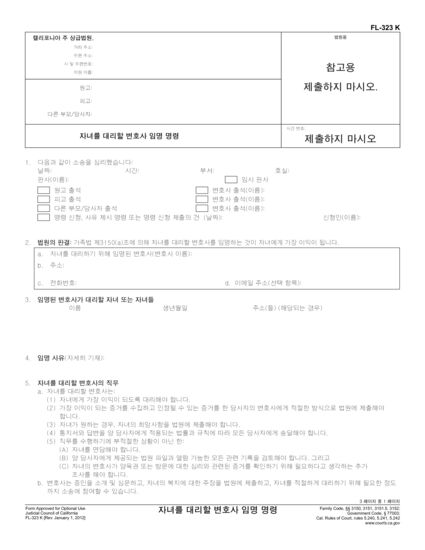 FL-323 K
캘리포니아 주 상급법원,
법원용
거리 주소:
우편 주소:
시 및 우편번호:
지원 이름:
참고용
제출하지 마시오.
원고:
피고:
다른 부모/당사자:
자녀를 대리할 변호사 임명 명령
사건 번호:
제출하지 마시오
1. 다음과 같이 소송을 심리했습니다:
날짜: 시간: 부서: 호실:
판사(이름): 임시 판사
원고 출석 변호사 출석(이름):
피고 출석 변호사 출석(이름):
다른 부모/당사자 출석 변호사 출석(이름):
명령 신청, 사유 제시 명령 또는 명령 신청 제출의 건 (날짜): 신청인(이름):
2. 법원의 판결: 가족법 제3150(a)조에 의해 자녀를 대리할 변호사를 임명하는 것이 자녀에게 가장 이익이 됩니다.
a. 자녀를 대리하기 위해 임명된 변호사(변호사 이름):
b. 주소:
c. 전화번호: d. 이메일 주소(선택 항목):
3. 임명된 변호사가 대리할 자녀 또는 자녀들
이름 생년월일 주소(들) (해당되는 경우)
4. 임명 사유(자세히 기재):
5. 자녀를 대리할 변호사의 직무
a. 자녀를 대리할 변호사는:
(1) 자녀에게 가장 이익이 되도록 대리해야 합니다.
(2) 가장 이익이 되는 증거를 수집하고 인정될 수 있는 증거를 한 당사자의 변호사에게 적절한 방식으로 법원에 제출해야
합니다.
(3) 자녀가 원하는 경우, 자녀의 희망사항을 법원에 제출해야 합니다.
(4) 통지서와 답변을 양 당사자에게 적용되는 법률과 규칙에 따라 모든 당사자에게 송달해야 합니다.
(5) 직무를 수행하기에 부적절한 상황이 아닌 한:
(A) 자녀를 면담해야 합니다.
(B) 양 당사자에게 제공되는 법원 파일과 열람 가능한 모든 관련 기록을 검토해야 합니다. 그리고
(C) 자녀의 변호사가 양육권 또는 방문에 대한 심리와 관련된 증거를 확인하기 위해 필요하다고 생각하는 추가
조사를 해야 합니다.
b. 변호사는 증인을 소개 및 심문하고, 자녀의 복지에 대한 주장을 법원에 제출하고, 자녀를 적절하게 대리하기 위해 필요한 정도
까지 소송에 참여할 수 있습니다.
3 페이지 중 1 페이지
Form Approved for Optional Use
Judicial Council of California
FL-323 K [Rev. January 1, 2012]
자녀를 대리할 변호사 임명 명령
Family Code, §§ 3150, 3151, 3151.5, 3152;
Government Code, § 77003;
Cal. Rules of Court, rules 5.240, 5.241, 5.242
www.courts.ca.gov